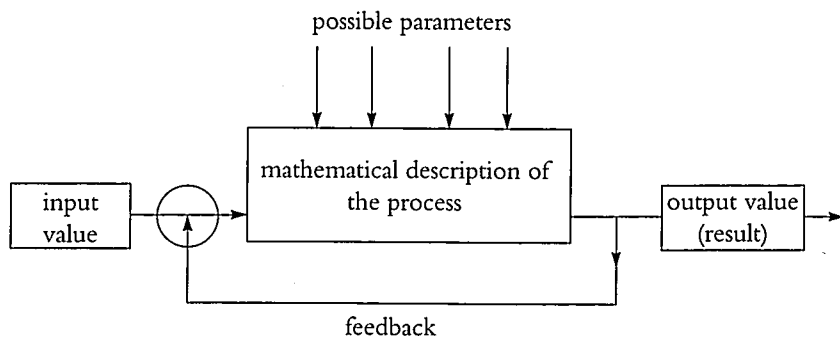 possible parameters
mathematical description of
the process
input
value
output value
(result)
feedback